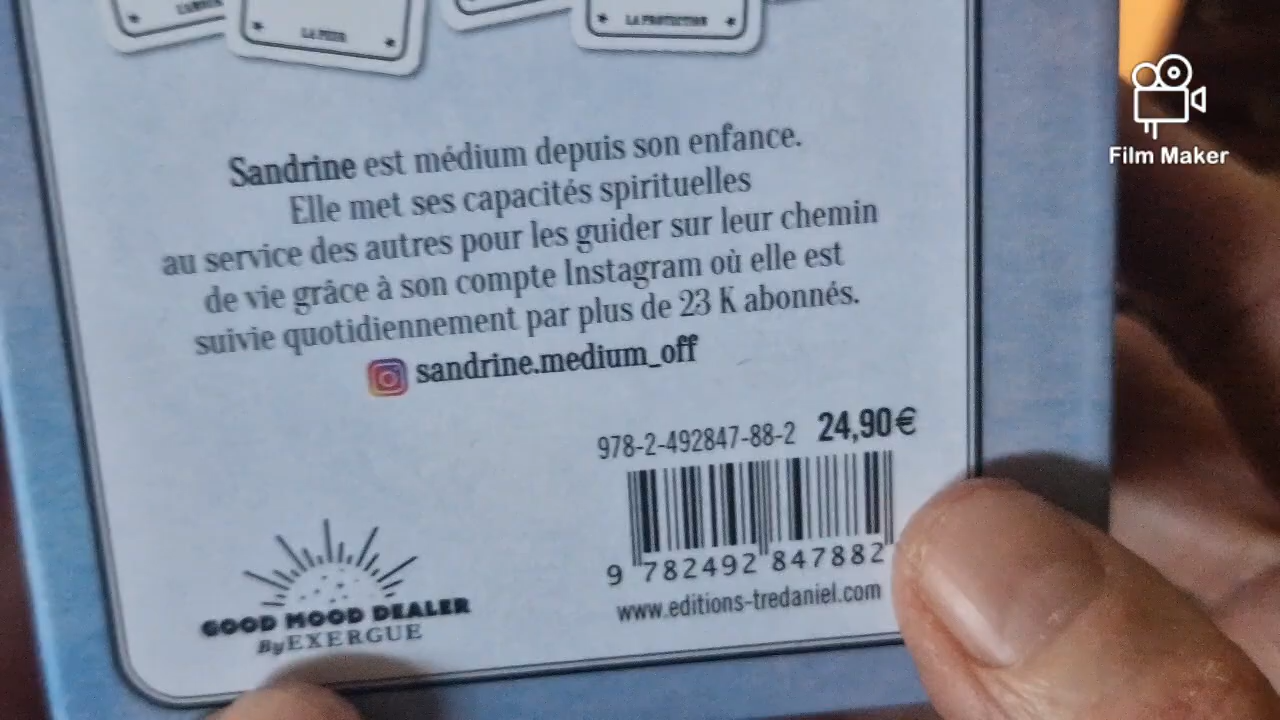 LA PROTECTION
Film Maker
Sandrine est médium depuis son enfance.
Elle met ses capacités spirituelles
au service des autres pour les guider sur leur chemin
de vie grâce à son compte Instagram où elle est
suivie quotidiennement par plus de 23 K abonnés.
sandrine.medium_off
978-2-492847-88-2 24,90€
9 782492 847882
www.editions-tredaniel.com
GOOD MOOD DEALER
By EXERGUE